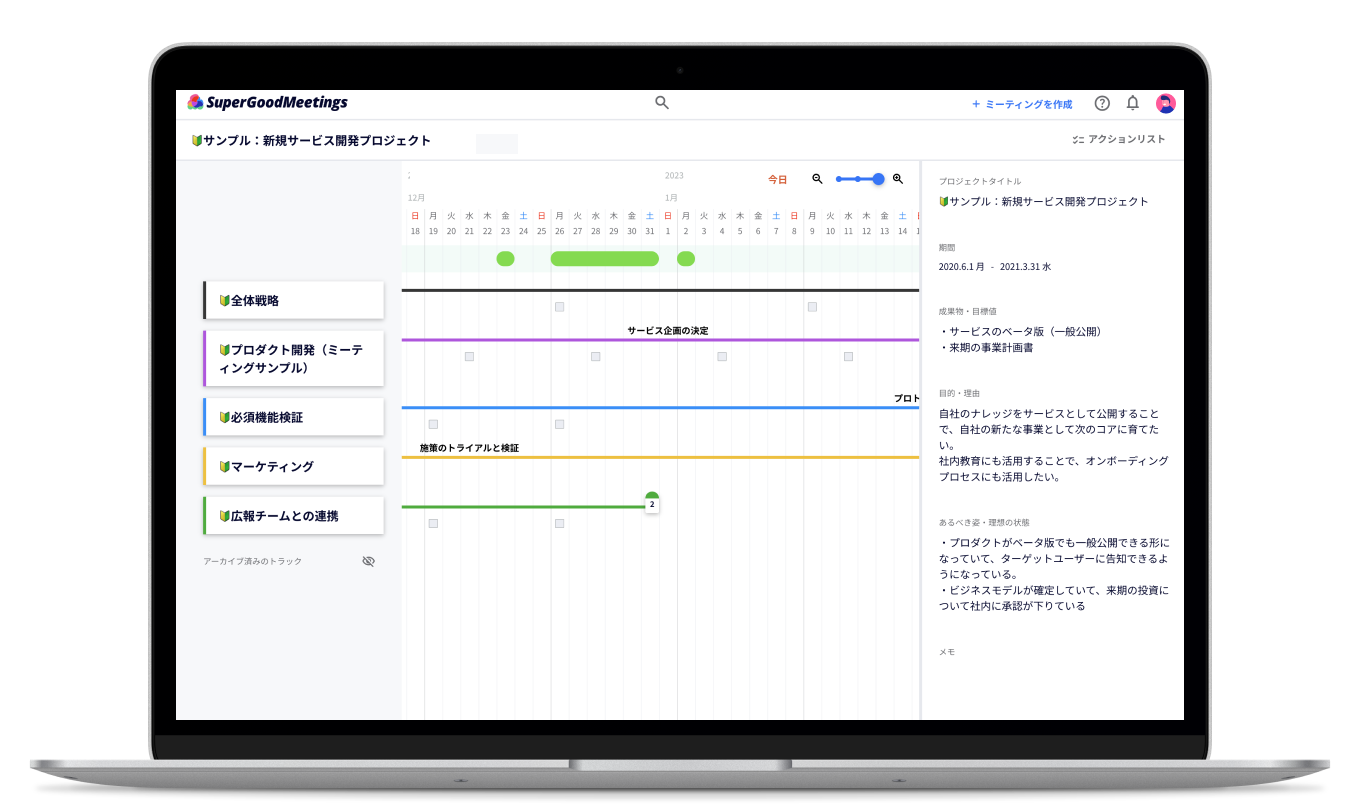 SuperGoodMeetings
+ ミーティングを作成
🔰サンプル：新規サービス開発プロジェクト
アクションリスト
2023
今日
12月
1月
日 月 火 水 木 金 土 日 月 火 水 木 金 土 日 月 火 水 木 金 土 日 月 火 水 木 金 土
18 19 20 21 22 23 24 25 26 27 28 29 30 31 1 2 3 4 5 6 7 8 9 10 11 12 13 14
🔰全体戦略
サービス企画の決定
🔰プロダクト開発（ミーテ
ィングサンプル）
プロト
🔰必須機能検証
施策のトライアルと検証
🔰マーケティング
2
🔰広報チームとの連携
アーカイブ済みのトラック
プロジェクトタイトル
🔰サンプル：新規サービス開発プロジェクト
期間
2020.6.1 月 - 2021.3.31 水
成果物・目標値
・サービスのベータ版（一般公開）
・来期の事業計画書
目的・理由
自社のナレッジをサービスとして公開すること
で、自社の新たな事業として次のコアに育てた
い。
社内教育にも活用することで、オンボーディング
プロセスにも活用したい。
あるべき姿・理想の状態
・プロダクトがベータ版でも一般公開できる形に
なっていて、ターゲットユーザーに告知できるよ
うになっている。
・ビジネスモデルが確定していて、来期の投資に
ついて社内に承認が下りている
メモ